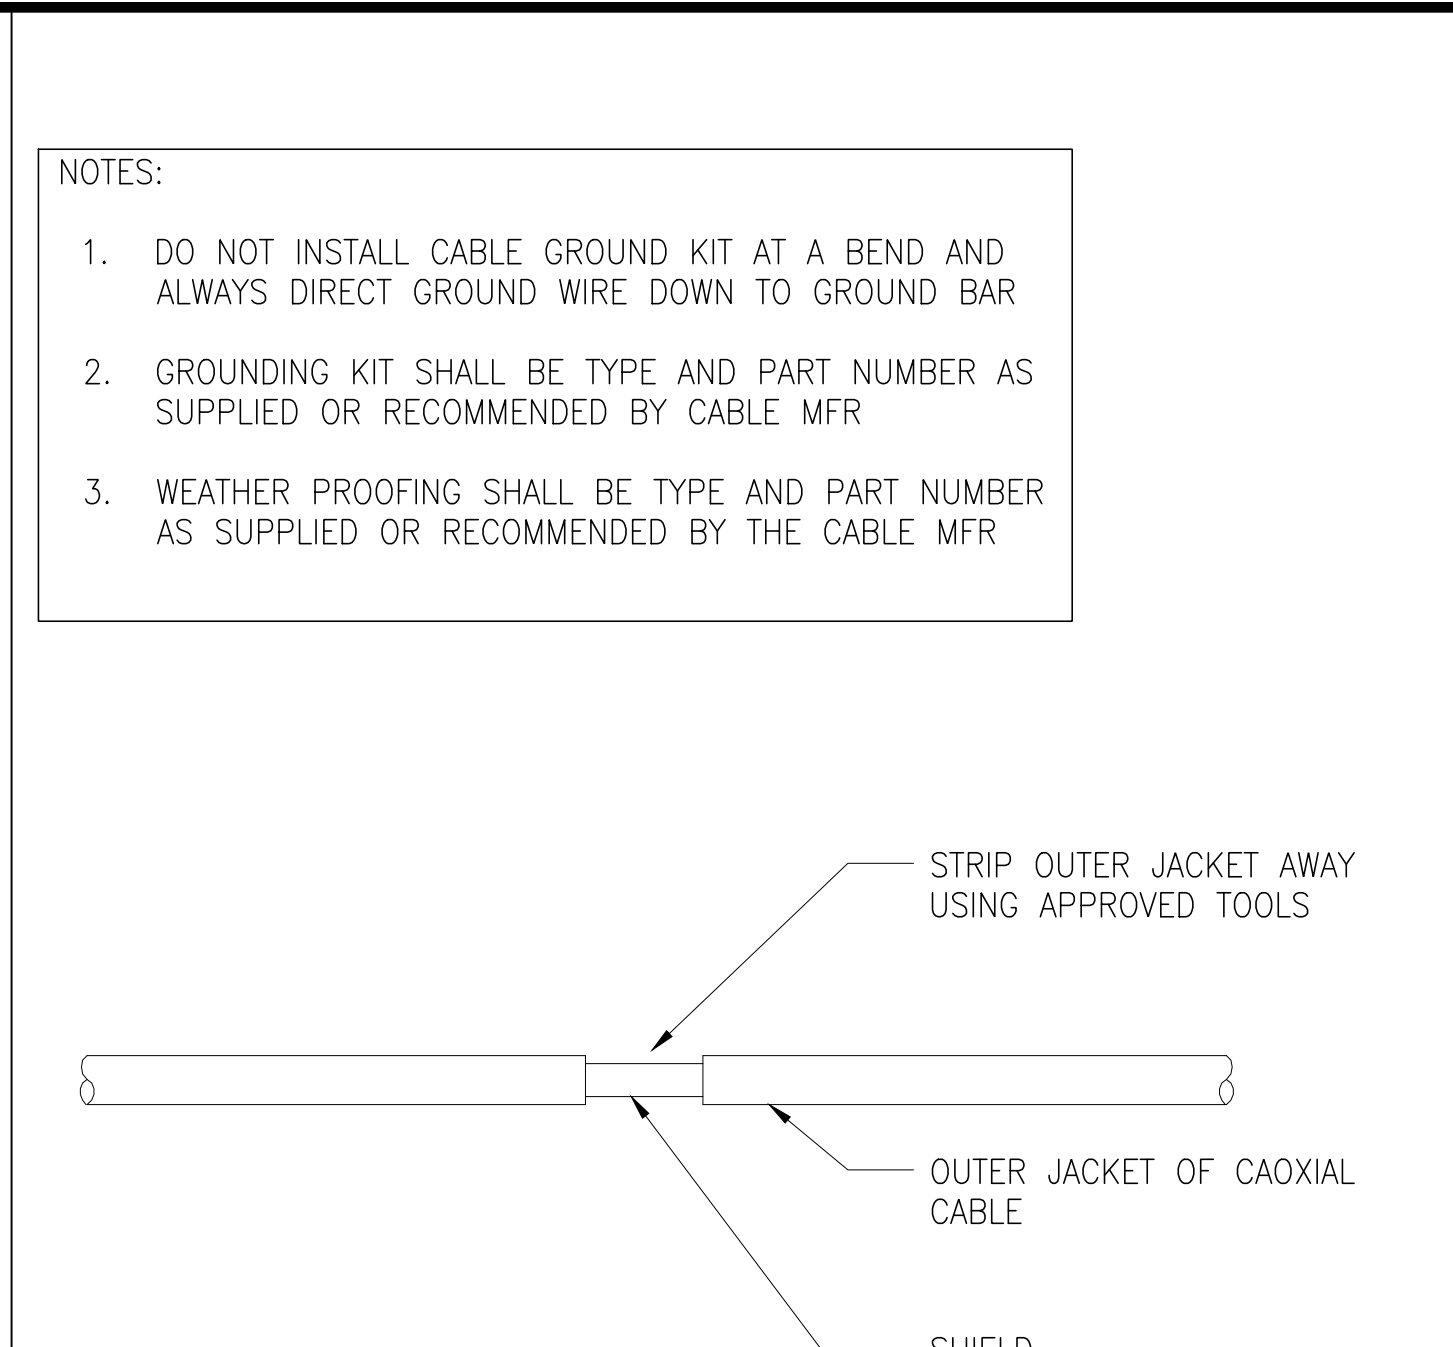 NOTES:
1. DO NOT INSTALL CABLE GROUND KIT AT A BEND AND
ALWAYS DIRECT GROUND WIRE DOWN TO GROUND BAR
2. GROUNDING KIT SHALL BE TYPE AND PART NUMBER AS
SUPPLIED OR RECOMMENDED BY CABLE MFR
3. WEATHER PROOFING SHALL BE TYPE AND PART NUMBER
AS SUPPLIED OR RECOMMENDED BY THE CABLE MFR
STRIP OUTER JACKET AWAY
USING APPROVED TOOLS
OUTER JACKET OF CAOXIAL
CABLE
SHIELD